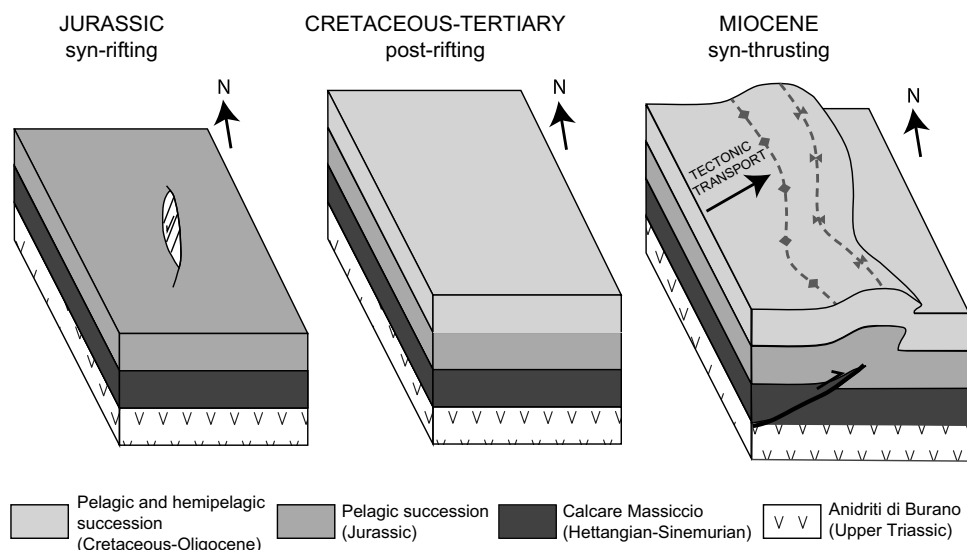 JURASSIC
syn-rifting
CRETACEOUS-TERTIARY
post-rifting
MIOCENE
syn-thrusting
N
N
N
TECTONIC
TRANSPORT
Pelagic and hemipelagic
succession
(Cretaceous-Oligocene)
Pelagic succession
(Jurassic)
Calcare Massiccio
(Hettangian-Sinemurian)
Anidriti di Burano
(Upper Triassic)